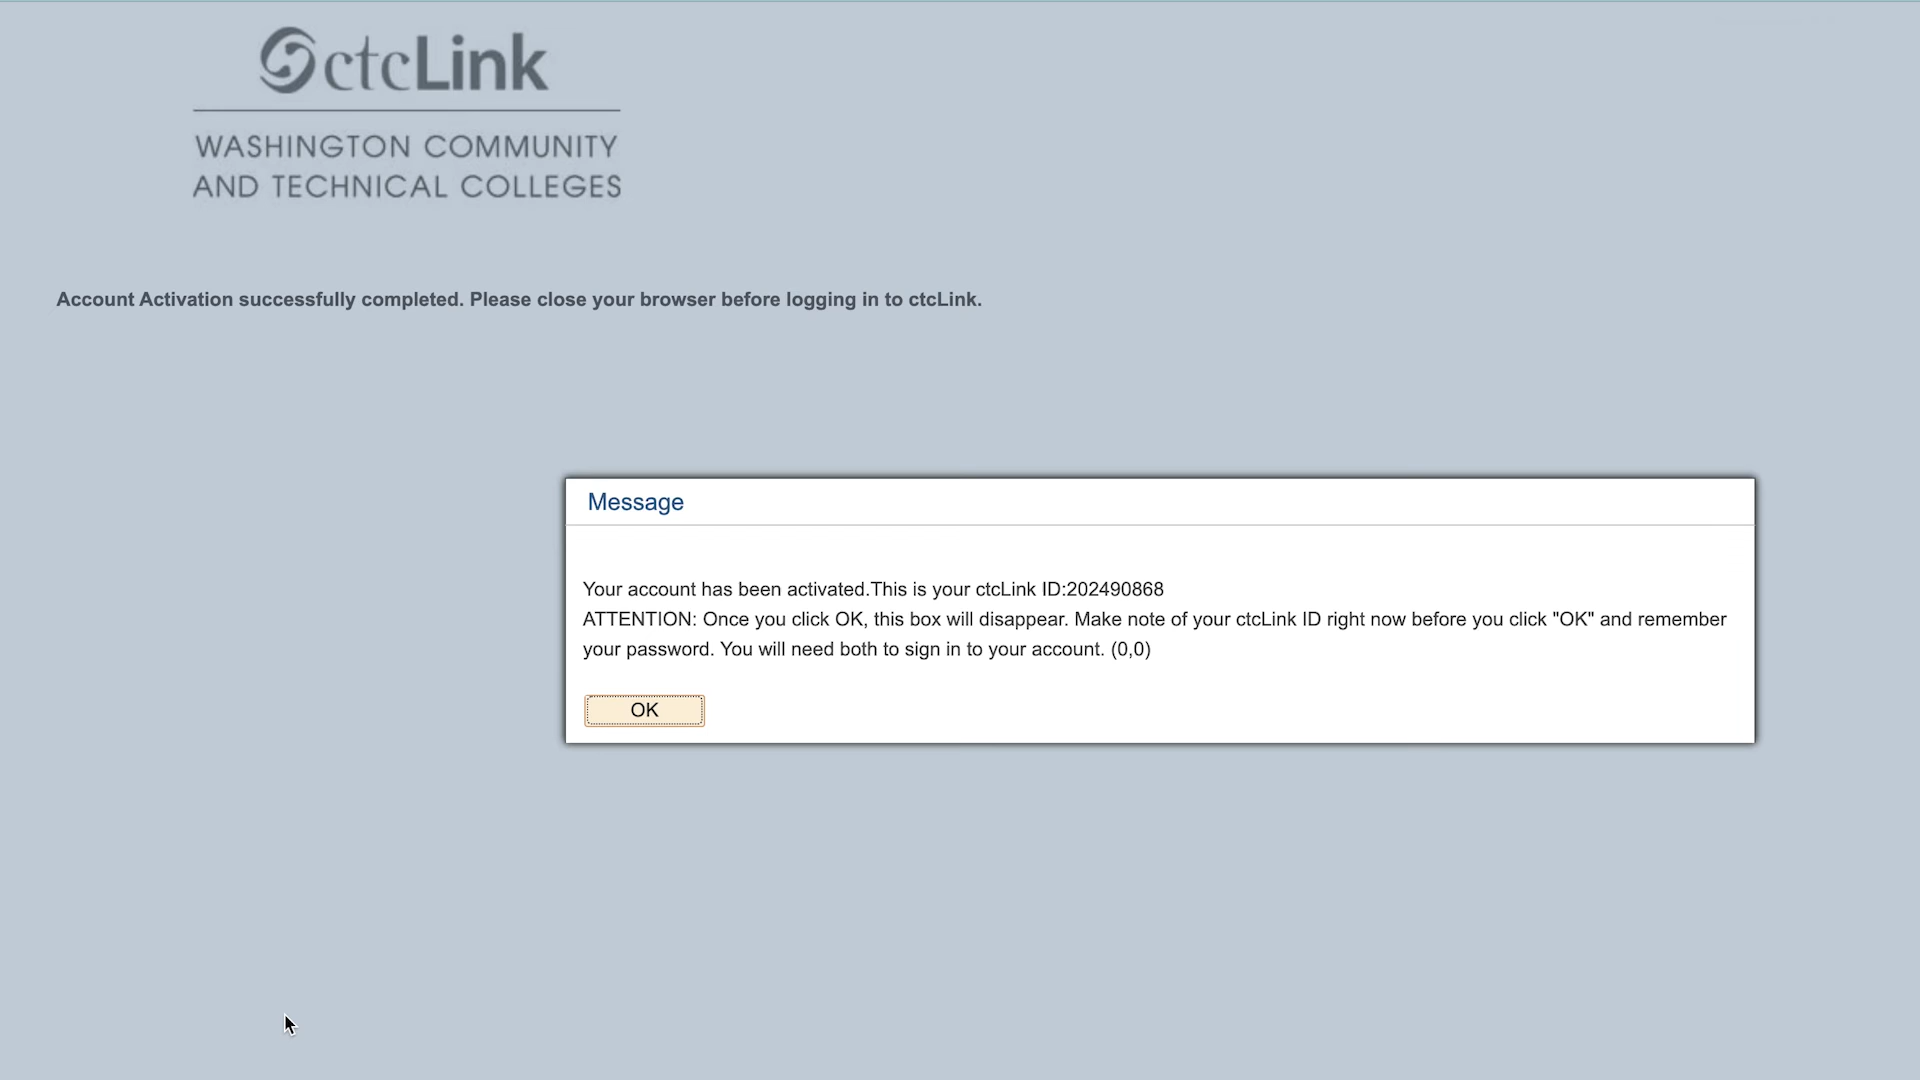 ctcLink
WASHINGTON COMMUNITY
AND TECHNICAL COLLEGES
Account Activation successfully completed. Please close your browser before logging in to ctcLink.
Message
Your account has been activated.This is your ctcLink ID:202490868
ATTENTION: Once you click OK, this box will disappear. Make note of your ctcLink ID right now before you click "OK" and remember
your password. You will need both to sign in to your account. (0,0)
OK